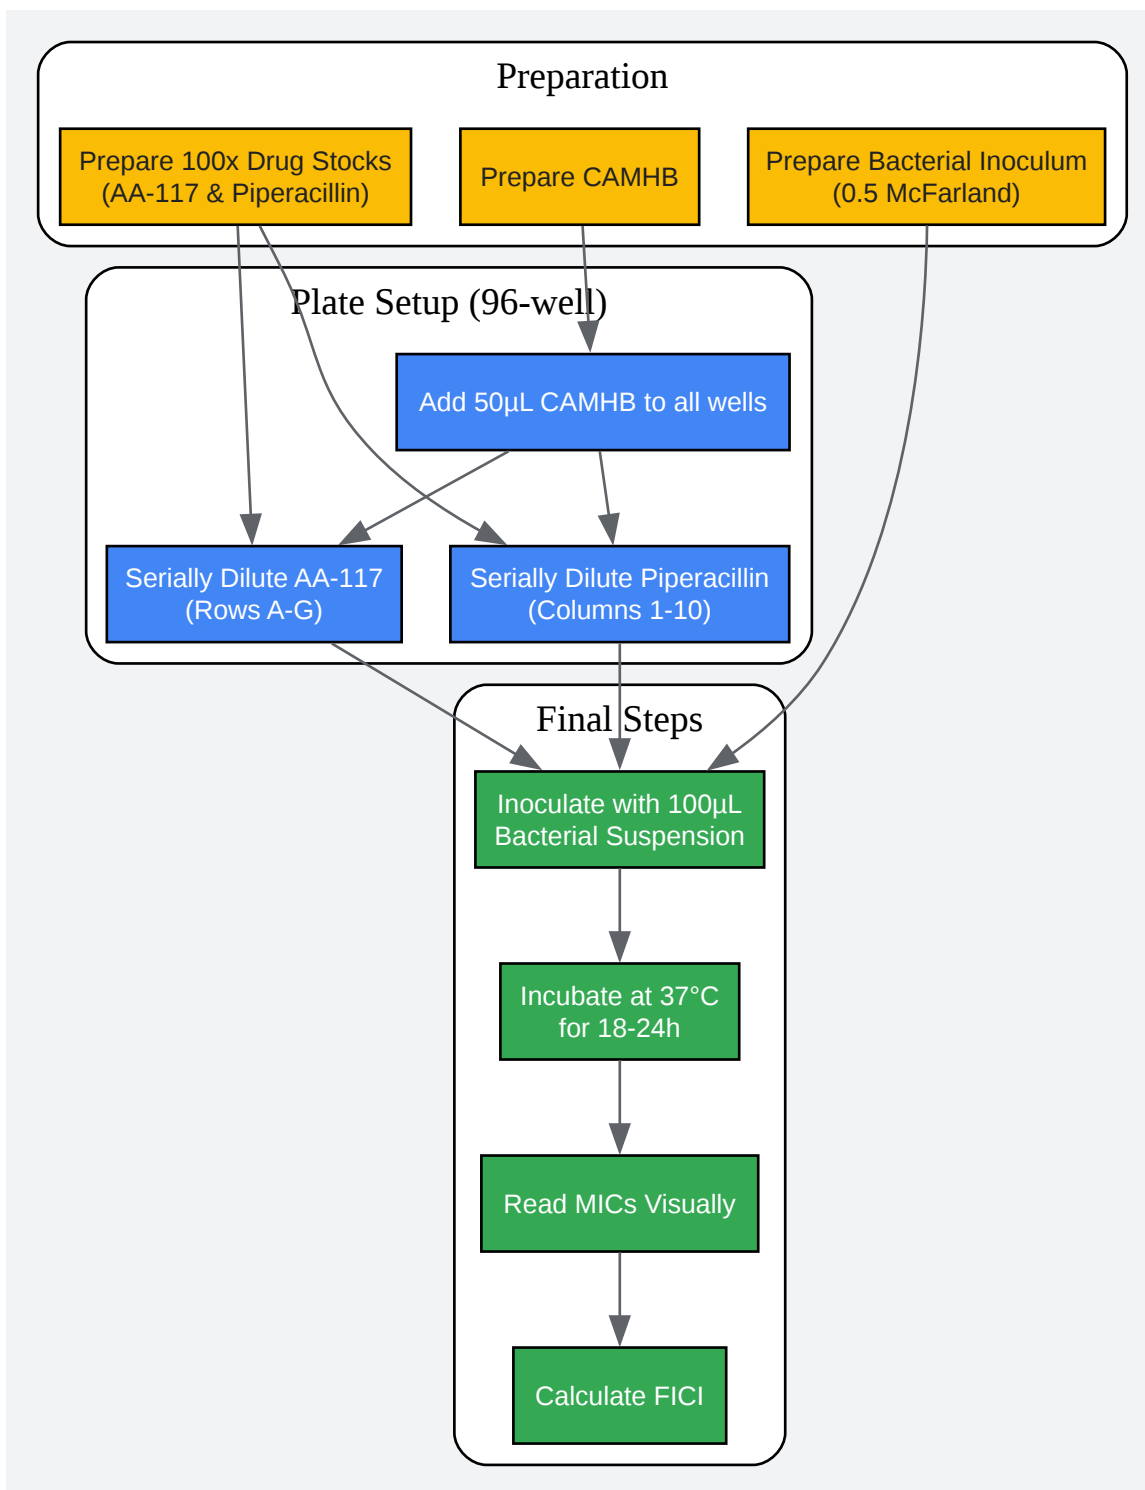 Preparation
Prepare 100x Drug Stocks
(AA-117 & Piperacillin)
Prepare CAMHB
Prepare Bacterial Inoculum
(0.5 McFarland)
Plate Setup (96-well)
Add 50µL CAMHB to all wells
Serially Dilute AA-117
(Rows A-G)
Serially Dilute Piperacillin
(Columns 1-10)
Final Steps
Inoculate with 100µL
Bacterial Suspension
Incubate at 37°C
for 18-24h
Read MICs Visually
Calculate FICI